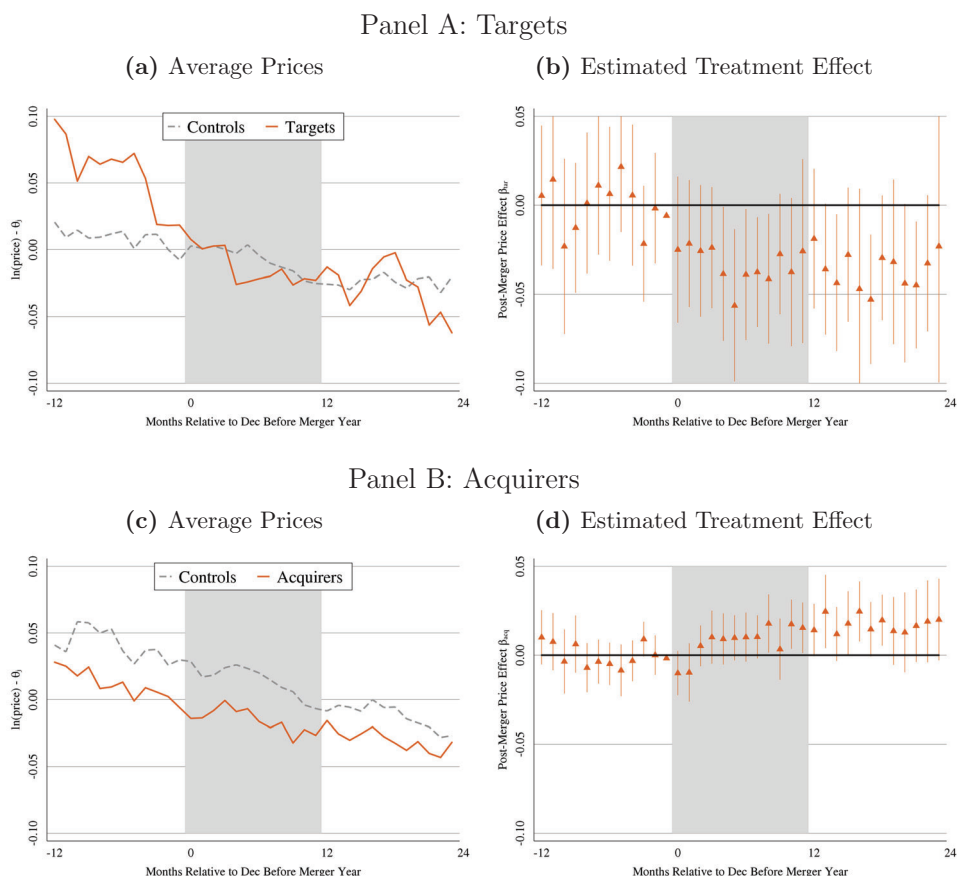 Panel A: Targets
(a) Average Prices
(b) Estimated Treatment Effect
ln(price) - θj
0.10
0.05
0.00
-0.05
-0.10
Controls
Targets
-12
0
12
24
Months Relative to Dec Before Merger Year
Post-Merger Price Effect βtar
0.05
0.00
-0.05
-0.10
-12
0
12
24
Months Relative to Dec Before Merger Year
Panel B: Acquirers
(c) Average Prices
(d) Estimated Treatment Effect
ln(price) - θj
0.10
0.05
0.00
-0.05
-0.10
Controls
Acquirers
-12
0
12
24
Months Relative to Dec Before Merger Year
Post-Merger Price Effect βacq
0.05
0.00
-0.05
-0.10
-12
0
12
24
Months Relative to Dec Before Merger Year